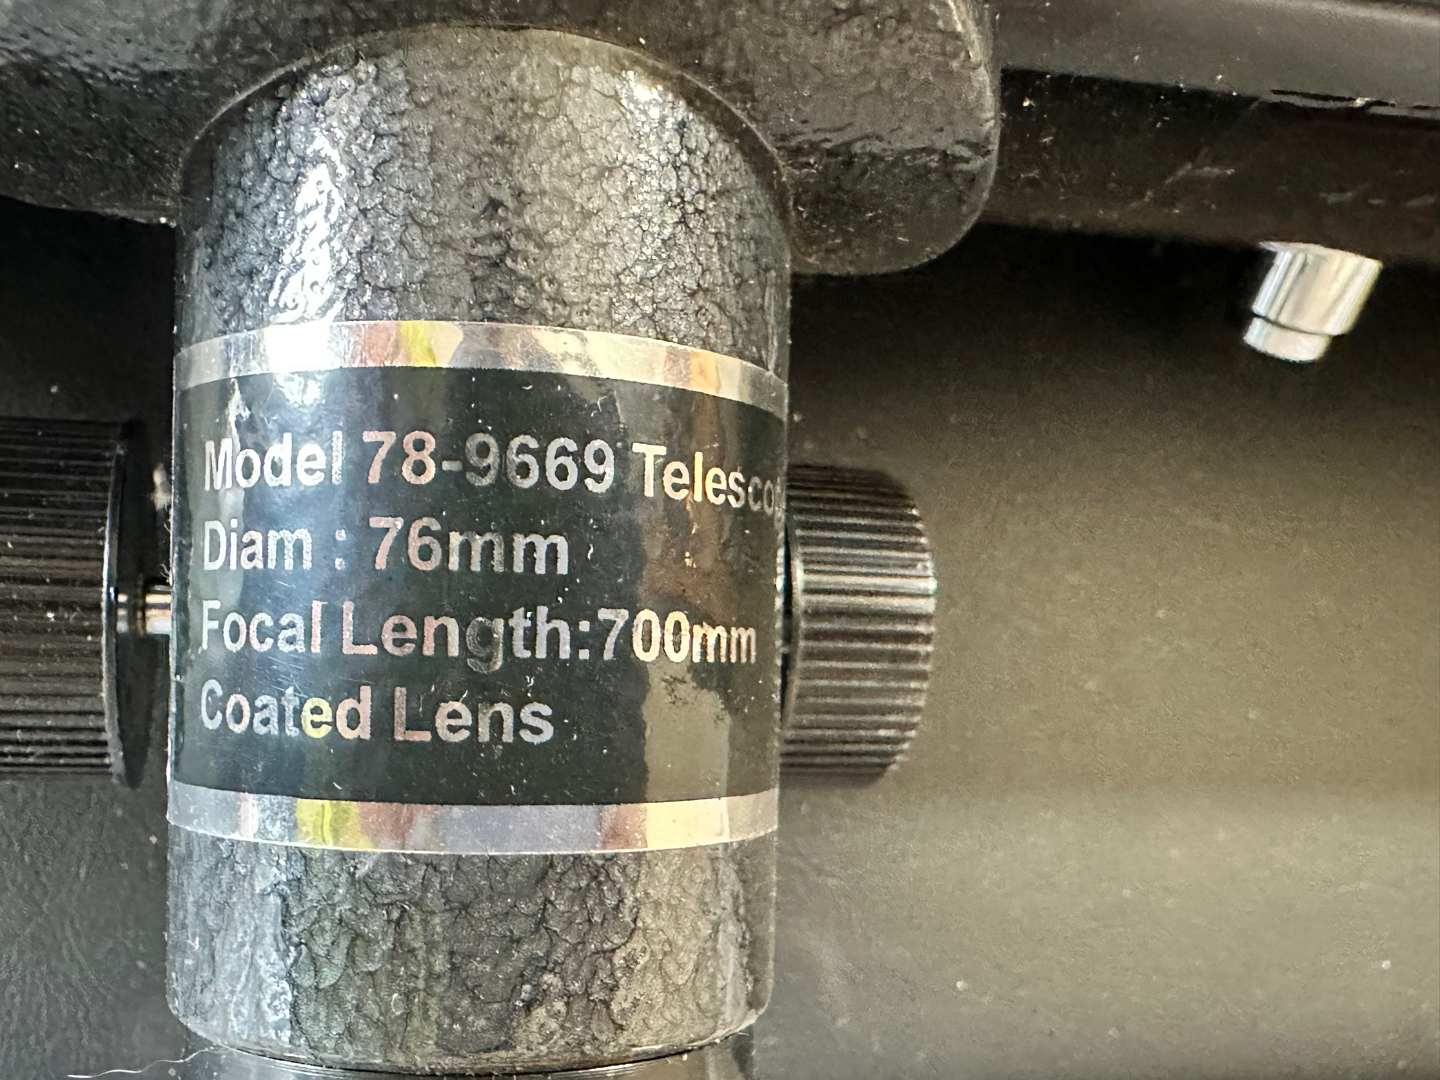 Model 78-9669 Telesco
Diam : 76mm
Focal Length:700mm
Coated Lens